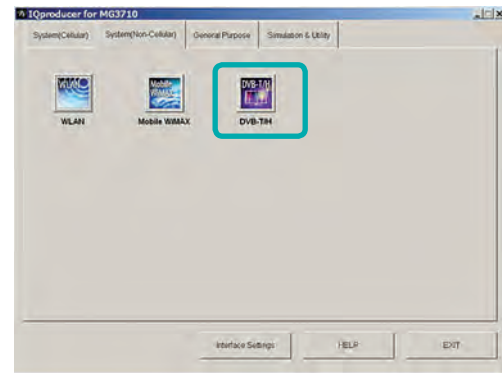 IQproducer for MG3710
System(Cellular) System(Non-Cellular) General Purpose Simulation & Utility
WLAN Mobile WiMAX DVB-T/H
WLAN Mobile WiMAX DVB-T/H
Interface Settings HELP EXIT